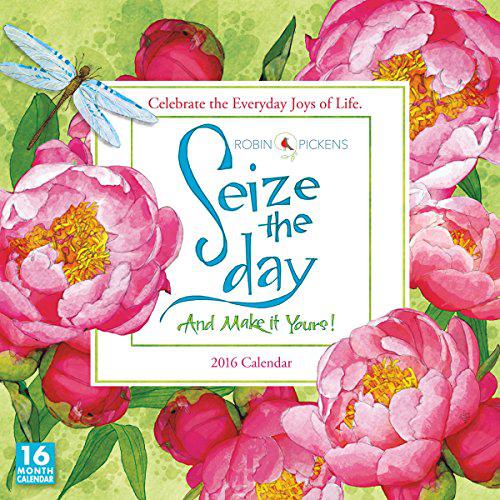 Celebrate the Everyday Joys of Life.
ROBIN PICKENS
Seize
the
day
And Make it Yours!
2016 Calendar
16
MONTH
CALENDAR